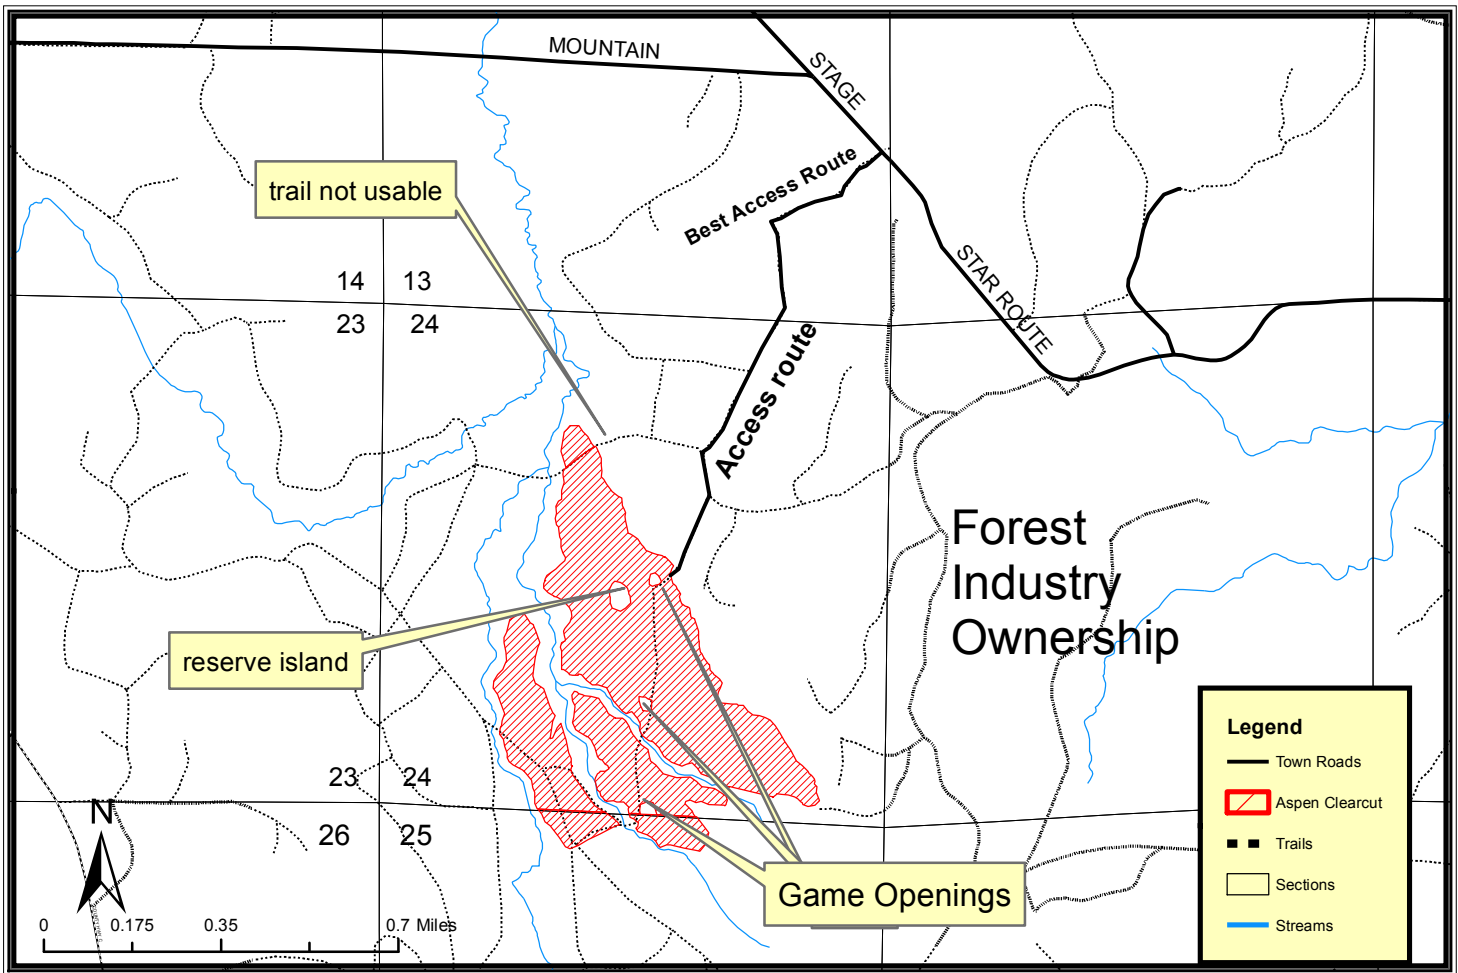 MOUNTAIN
STAGE
Best Access Route
trail not usable
STAR ROUTE
14 13
23 24
Access route
Forest
Industry
Ownership
reserve island
23 24
26 25
N
0 0.175 0.35 0.7 Miles
Game Openings
Legend
Town Roads
Aspen Clearcut
Trails
Sections
Streams